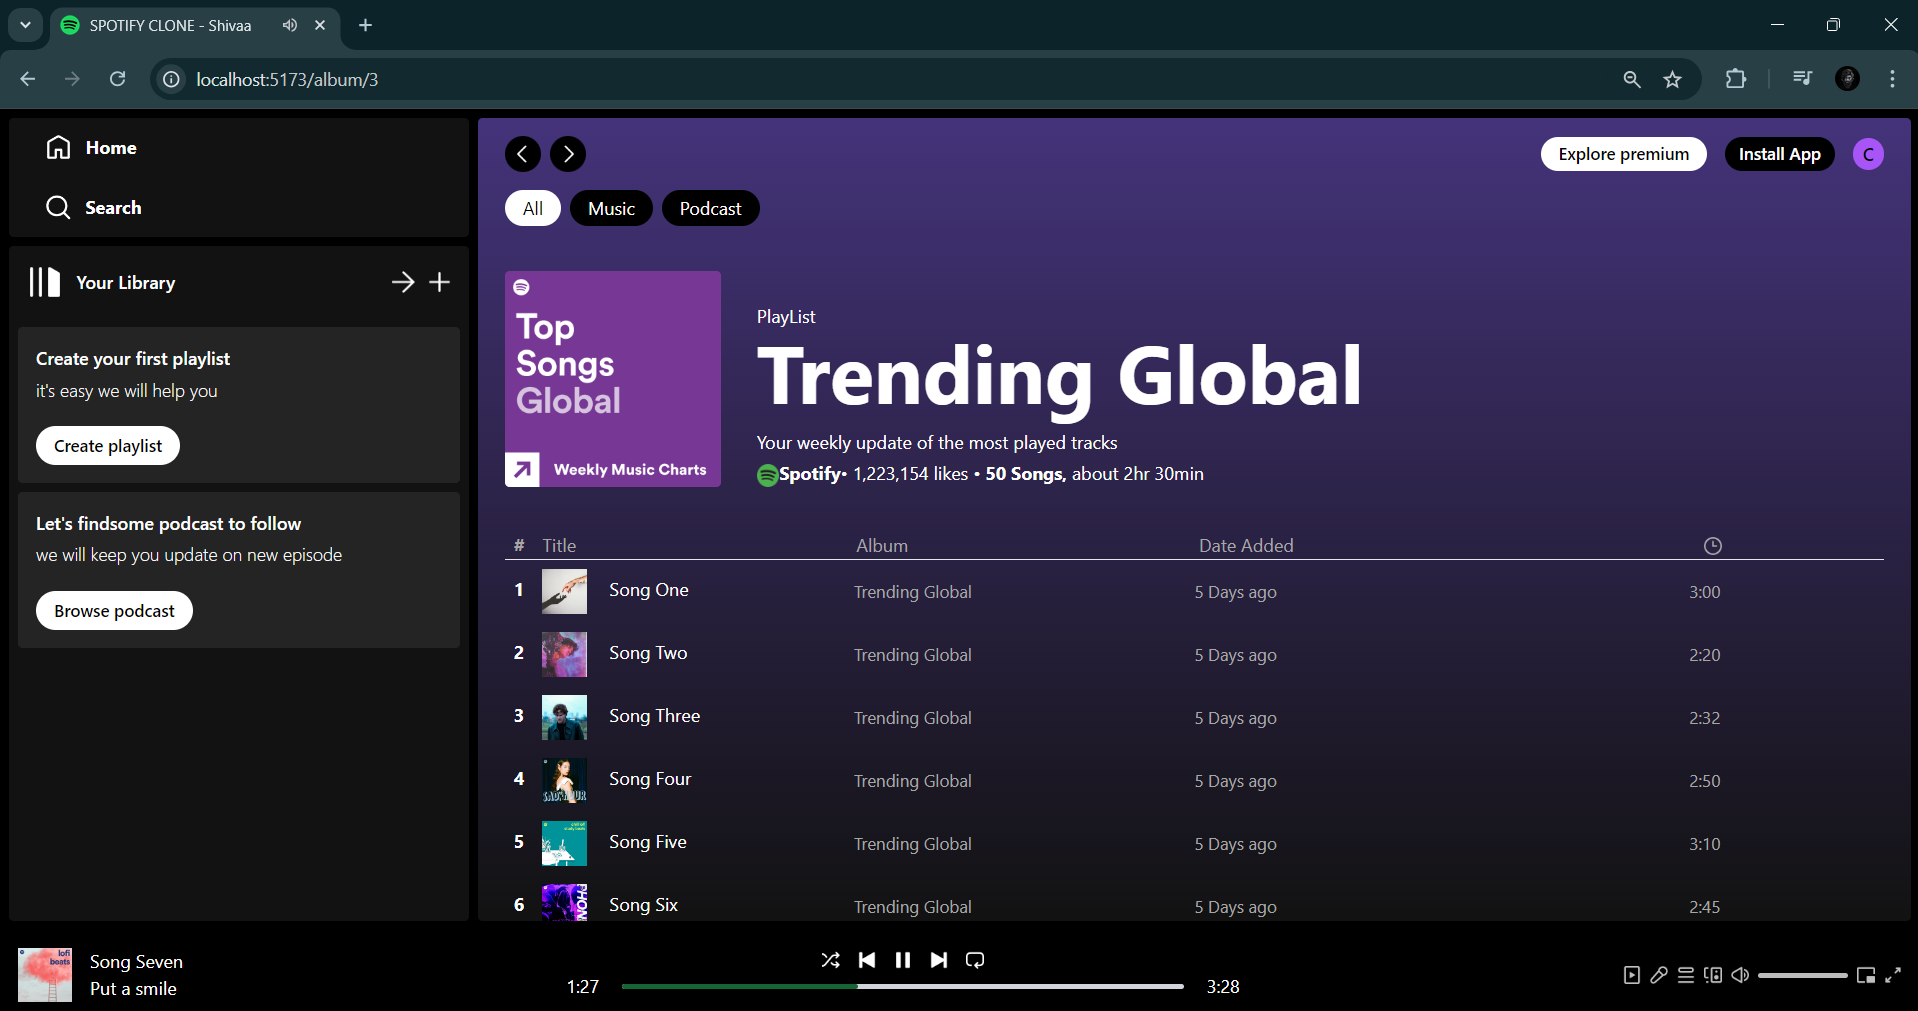 SPOTIFY CLONE - Shivaa
localhost:5173/album/3
Home
Search
Your Library
Create your first playlist
it's easy we will help you
Create playlist
Let's findsome podcast to follow
we will keep you update on new episode
Browse podcast
Explore premium
Install App
C
All
Music
Podcast
Top
Songs
Global
Weekly Music Charts
PlayList
Trending Global
Your weekly update of the most played tracks
Spotify• 1,223,154 likes • 50 Songs, about 2hr 30min
# Title Album Date Added
1 Song One Trending Global 5 Days ago 3:00
2 Song Two Trending Global 5 Days ago 2:20
3 Song Three Trending Global 5 Days ago 2:32
4 SAD HOUR Song Four Trending Global 5 Days ago 2:50
5 Song Five Trending Global 5 Days ago 3:10
6 PHON Song Six Trending Global 5 Days ago 2:45
lofi
beats
Song Seven
Put a smile
1:27
3:28